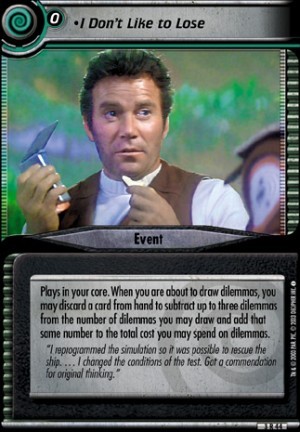 0 •I Don't Like to Lose
Event
Plays in your core. When you are about to draw dilemmas, you
may discard a card from hand to subtract up to three dilemmas
from the number of dilemmas you may draw and add that
same number to the total cost you may spend on dilemmas.
"I reprogrammed the simulation so it was possible to rescue the
ship. . . . I changed the conditions of the test. Got a commendation
for original thinking."
3 R 44